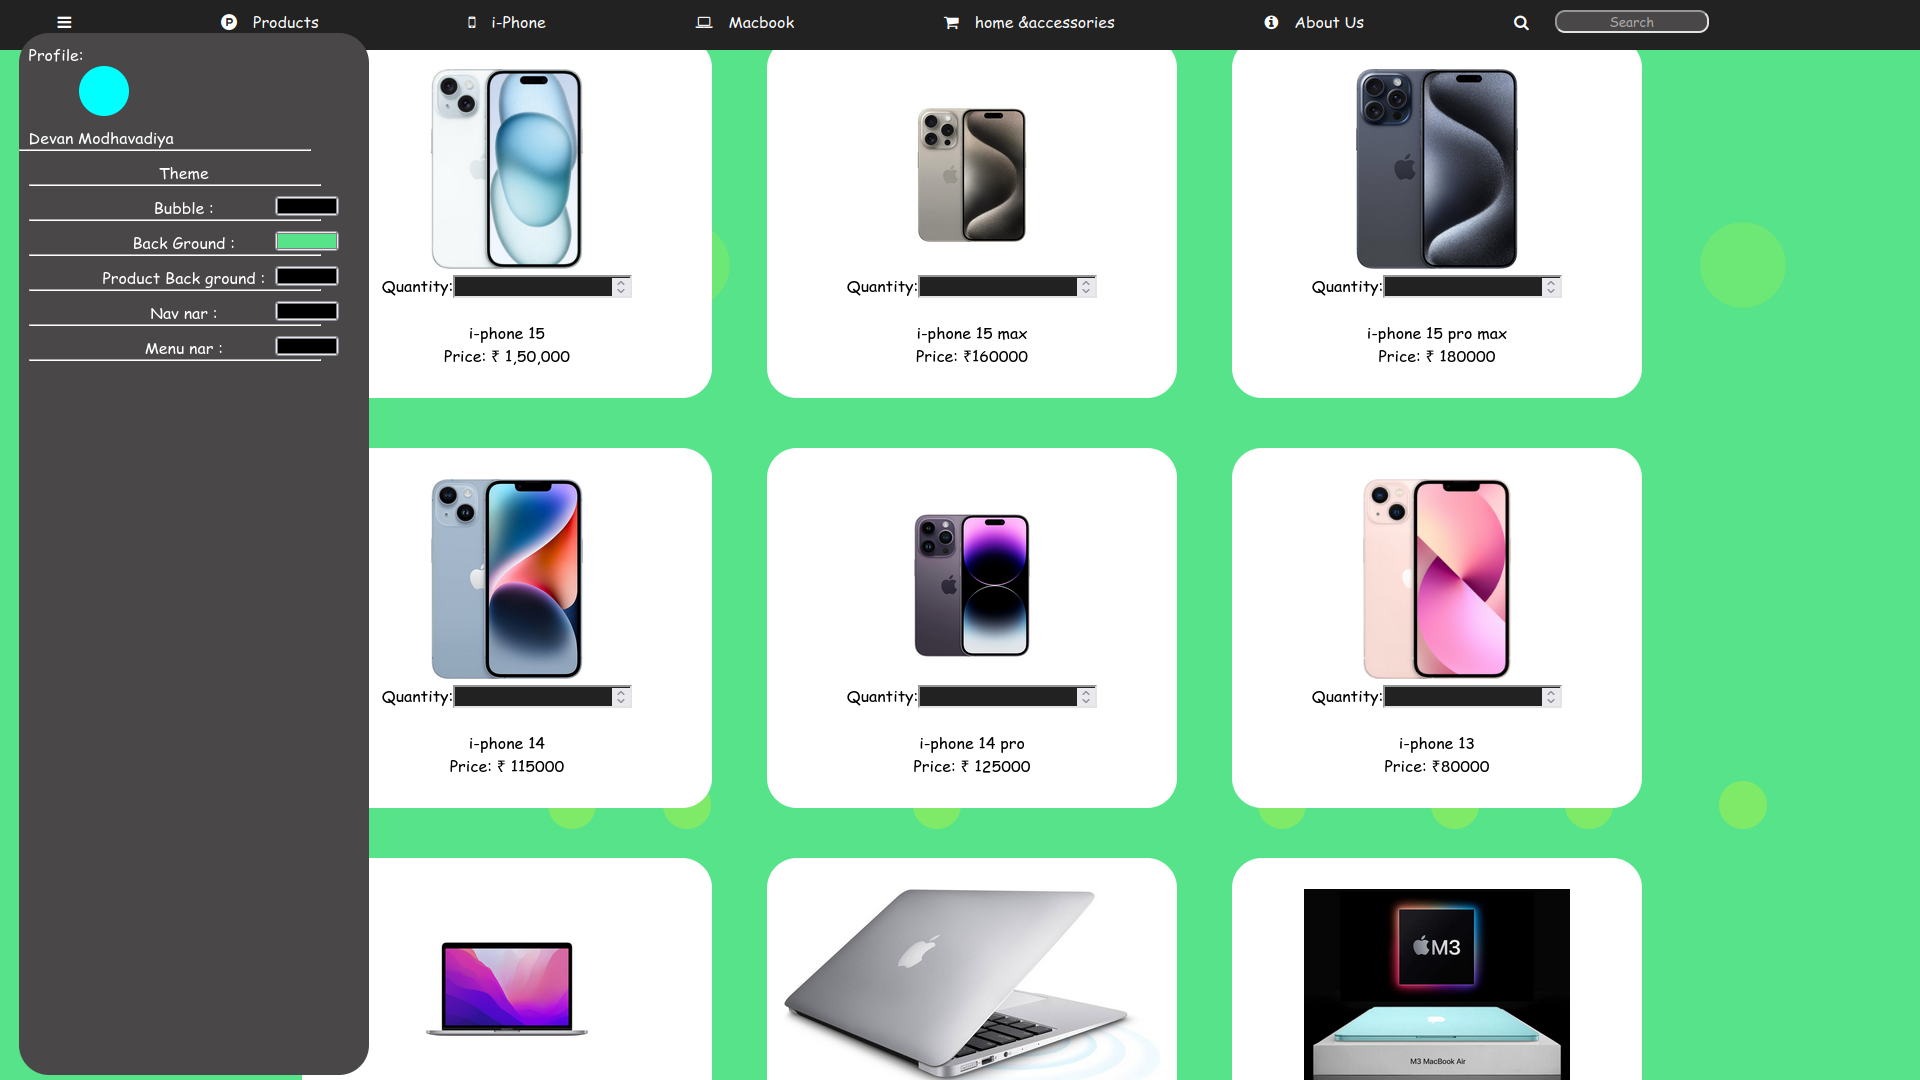 Products
i-Phone
Macbook
home &accessories
About Us
Search
Profile:
Devan Modhavadiya
Theme
Bubble :
Back Ground :
Product Back ground :
Nav nar :
Menu nar :
Quantity:
i-phone 15
Price: ₹ 1,50,000
Quantity:
i-phone 15 max
Price: ₹160000
Quantity:
i-phone 15 pro max
Price: ₹ 180000
Quantity:
i-phone 14
Price: ₹ 115000
Quantity:
i-phone 14 pro
Price: ₹ 125000
Quantity:
i-phone 13
Price: ₹80000
M3
M3 MacBook Air